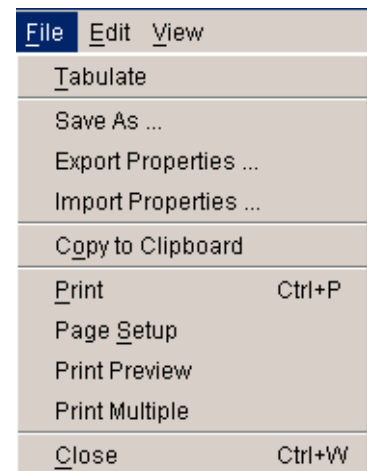 File Edit View
Tabulate
Save As ...
Export Properties ...
Import Properties ...
Copy to Clipboard
Print Ctrl+P
Page Setup
Print Preview
Print Multiple
Close Ctrl+W